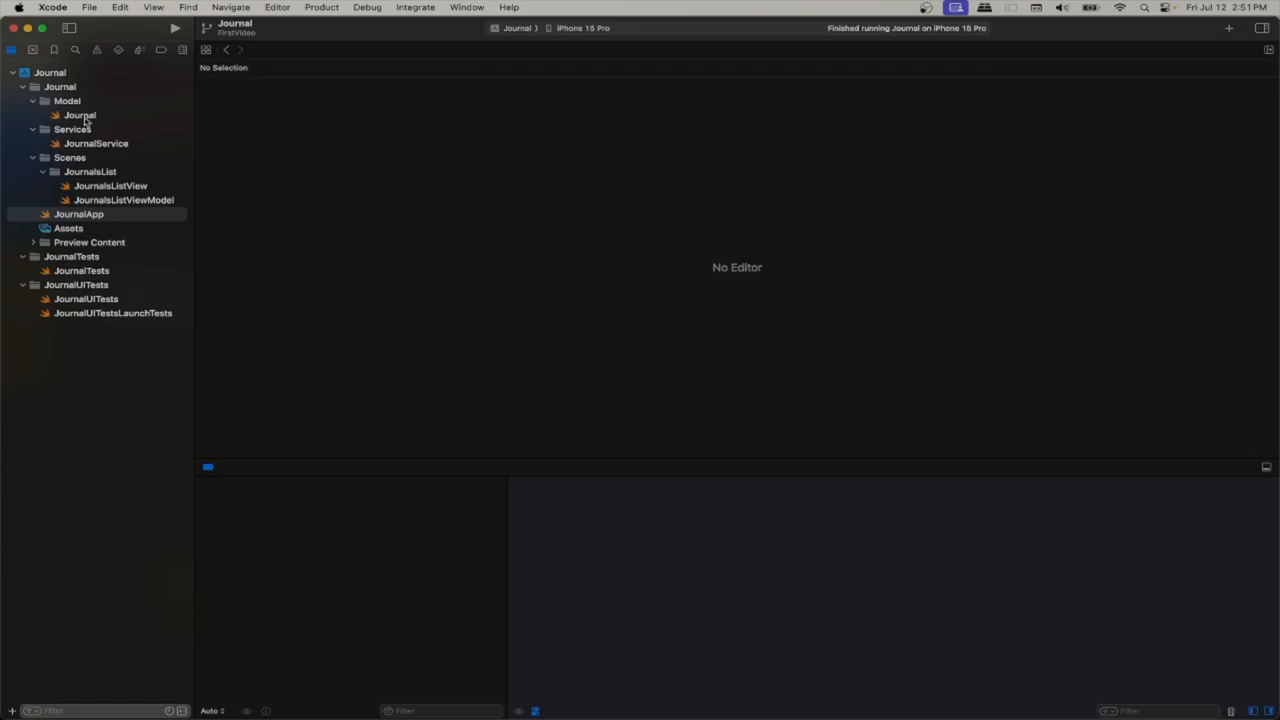 Xcode File Edit View Find Navigate Editor Product Debug Integrate Window Help Fri Jul 12 2:51 PM
Journal
FirstVideo
Journal iPhone 15 Pro
Finished running Journal on iPhone 15 Pro
No Selection
Journal
Journal
Model
Journal
Services
JournalService
Scenes
JournalsList
JournalsListView
JournalsListViewModel
JournalApp
Assets
Preview Content
JournalTests
JournalTests
JournalUITests
JournalUITests
JournalUITestsLaunchTests
No Editor
Filter
Auto
Filter
Filter